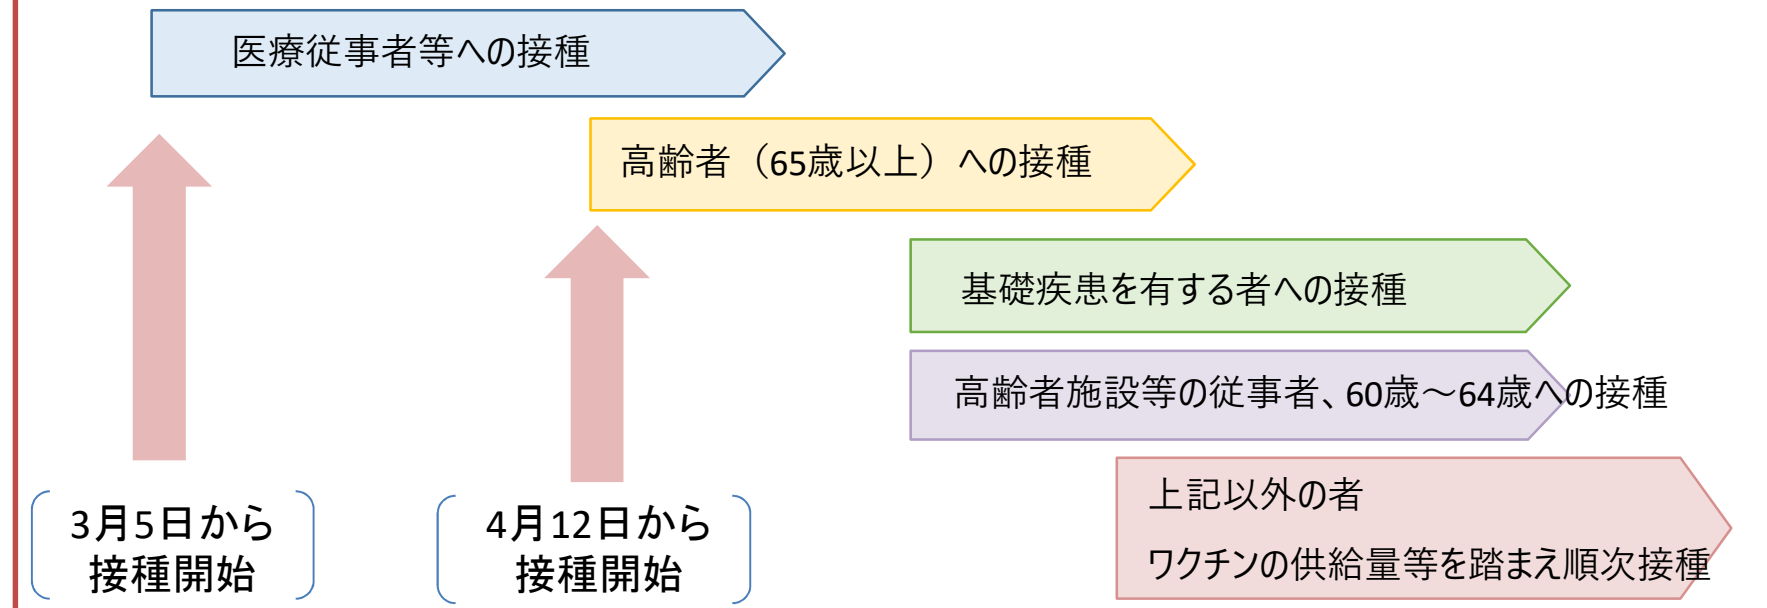 医療従事者等への接種
高齢者（65歳以上）への接種
基礎疾患を有する者への接種
高齢者施設等の従事者、60歳～64歳への接種
上記以外の者
ワクチンの供給量等を踏まえ順次接種
3月5日から
接種開始
4月12日から
接種開始